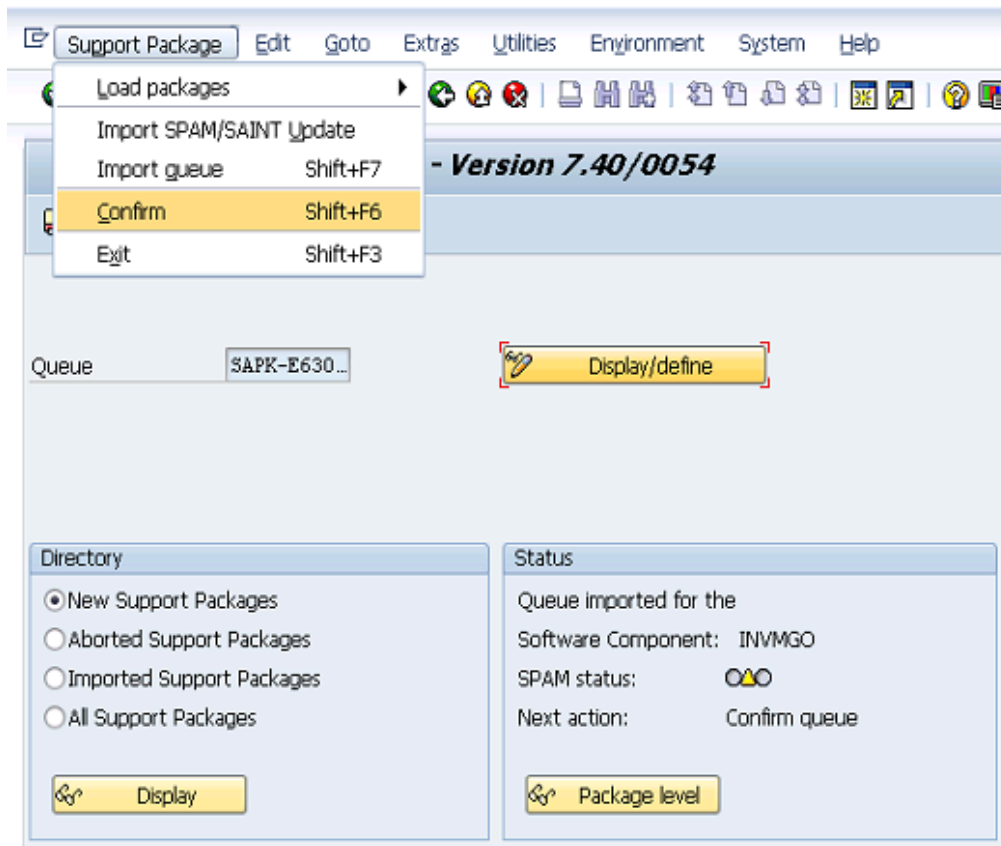 Support Package Edit Goto Extras Utilities Environment System Help
Load packages
Import SPAM/SAINT Update
Import queue Shift+F7
- Version 7.40/0054
Confirm Shift+F6
Exit Shift+F3
Queue SAPK-E630... Display/define
Directory
New Support Packages
Aborted Support Packages
Imported Support Packages
All Support Packages
Display
Status
Queue imported for the
Software Component: INVMGO
SPAM status:
Next action: Confirm queue
Package level